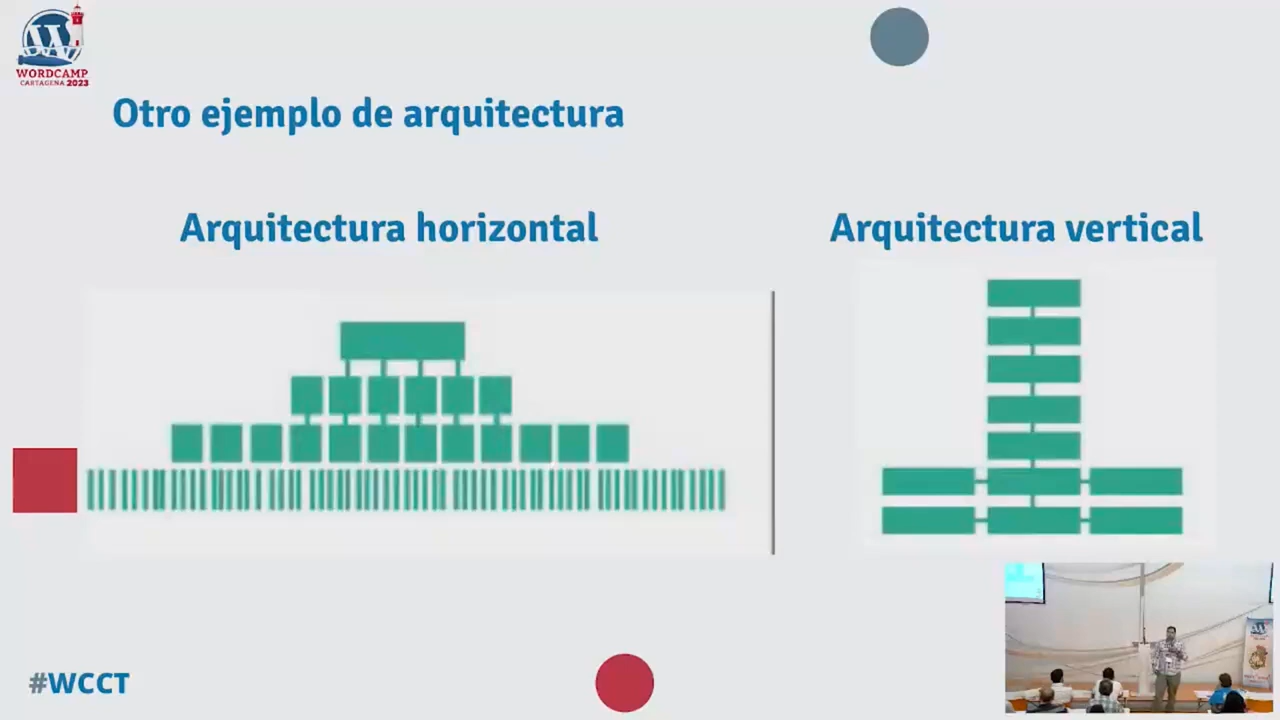 WORDCAMP
CARTAGENA 2023
Otro ejemplo de arquitectura
Arquitectura horizontal
Arquitectura vertical
#WCCT